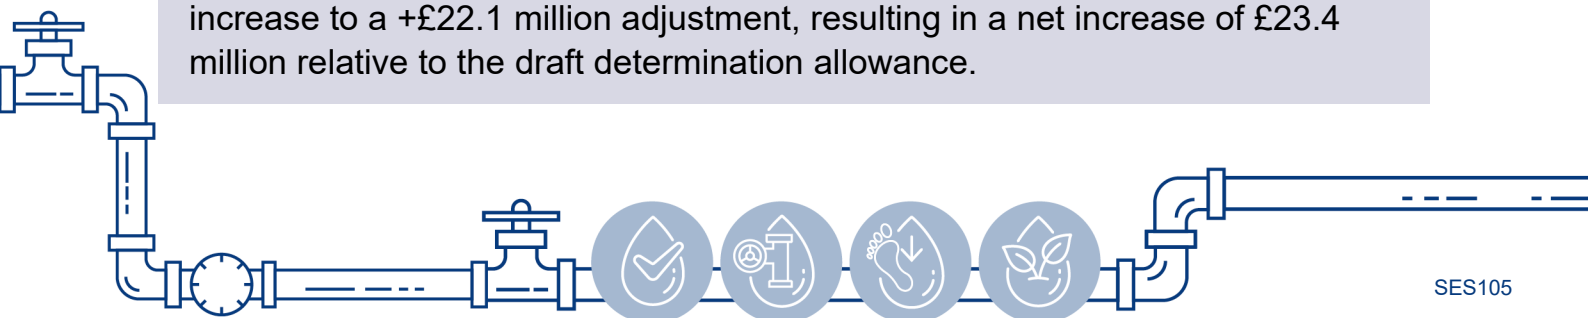 increase to a +£22.1 million adjustment, resulting in a net increase of £23.4
million relative to the draft determination allowance.
SES105